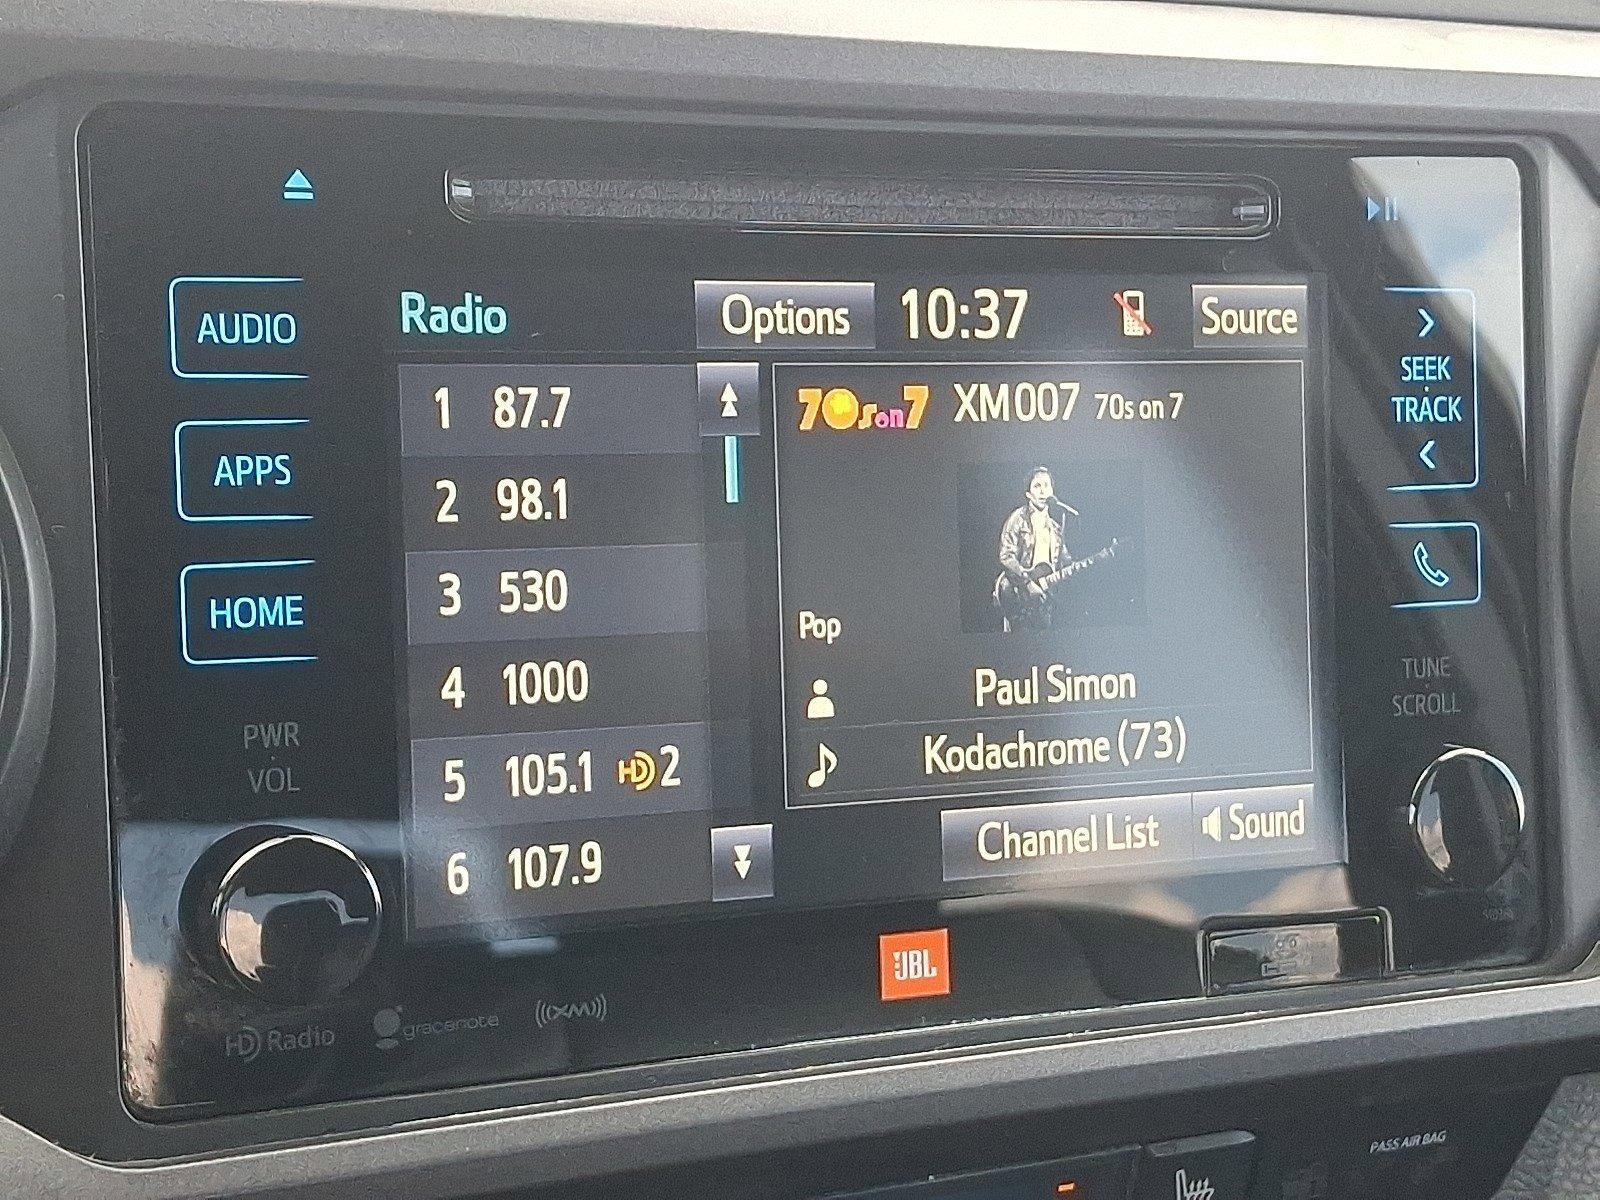 AUDIO
APPS
HOME
PWR
VOL
Radio
Options
10:37
Source
1 87.7
2 98.1
3 530
4 1000
5 105.1 HD 2
6 107.9
70s on 7 XM007 70s on 7
Pop
Paul Simon
Kodachrome (73)
Channel List
Sound
SEEK
TRACK
TUNE
SCROLL
JBL
HD Radio
gracenote
((XM))
PASS AIR BAG